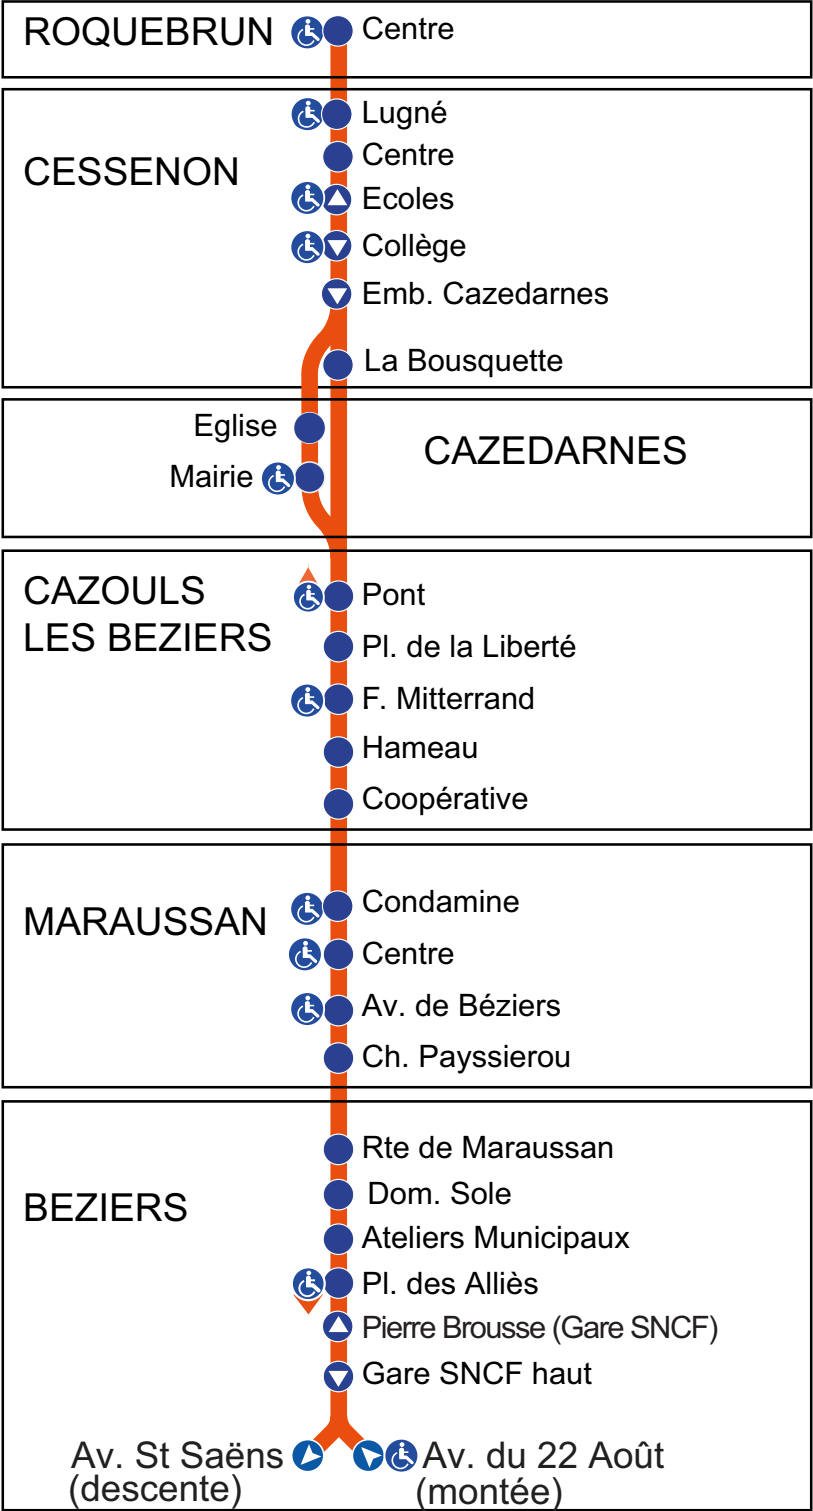 ROQUEBRUN
Centre
CESSENON
Lugné
Centre
Ecoles
Collège
Emb. Cazedarnes
La Bousquette
CAZEDARNES
Eglise
Mairie
CAZOULS
LES BEZIERS
Pont
Pl. de la Liberté
F. Mitterrand
Hameau
Coopérative
MARAUSSAN
Condamine
Centre
Av. de Béziers
Ch. Payssierou
BEZIERS
Rte de Maraussan
Dom. Sole
Ateliers Municipaux
Pl. des Alliès
Pierre Brousse (Gare SNCF)
Gare SNCF haut
Av. St Saëns
(descente)
Av. du 22 Août
(montée)